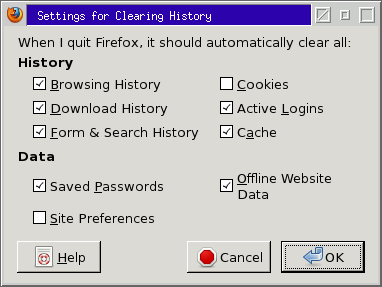 Settings for Clearing History
When I quit Firefox, it should automatically clear all:
History
Browsing History
Cookies
Download History
Active Logins
Form & Search History
Cache
Data
Saved Passwords
Offline Website
Data
Site Preferences
Help
Cancel
OK